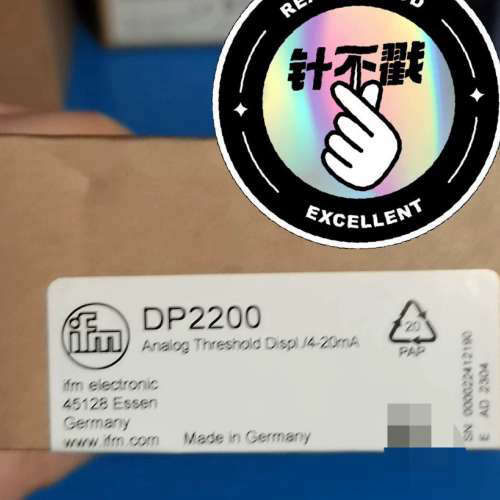 针不戳
EXCELLENT
ifm
DP2200
Analog Threshold Displ./4-20mA
ifm electronic
45128 Essen
Germany
www.ifm.com
Made in Germany
20
PAP
SN 000022412190
E AD 2304